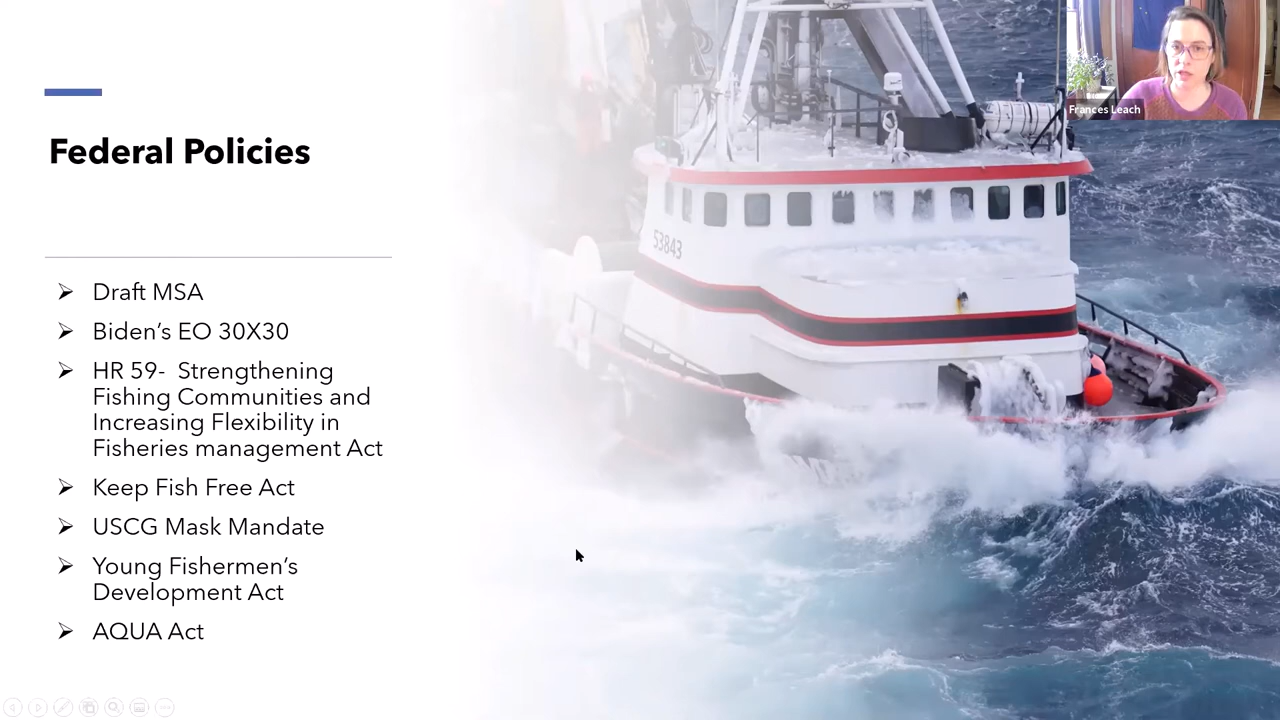 Frances Leach
Federal Policies
53843
Draft MSA
Biden’s EO 30X30
HR 59- Strengthening
Fishing Communities and
Increasing Flexibility in
Fisheries management Act
Keep Fish Free Act
USCG Mask Mandate
Young Fishermen’s
Development Act
AQUA Act